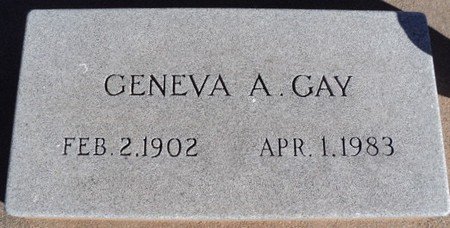 GENEVA A. GAY
FEB. 2, 1902 APR. 1, 1983